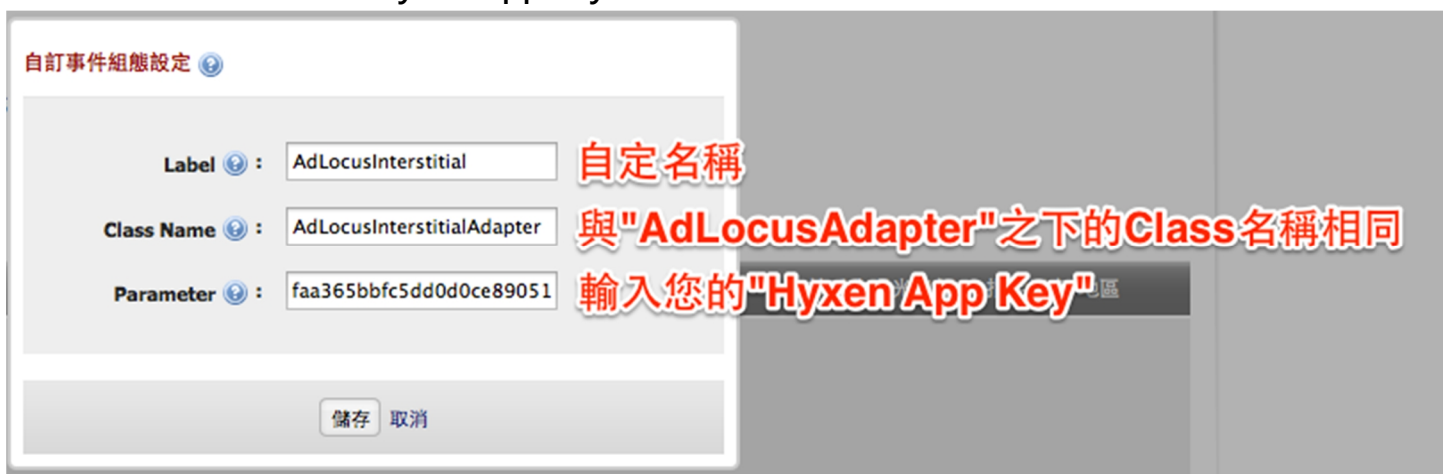 自訂事件組態設定
Label : AdLocusInterstitial 自定名稱
Class Name : AdLocusInterstitialAdapter 與"AdLocusAdapter"之下的Class名稱相同
Parameter : faa365bbfc5dd0d0ce89051 輸入您的"Hyxen App Key"
儲存 取消